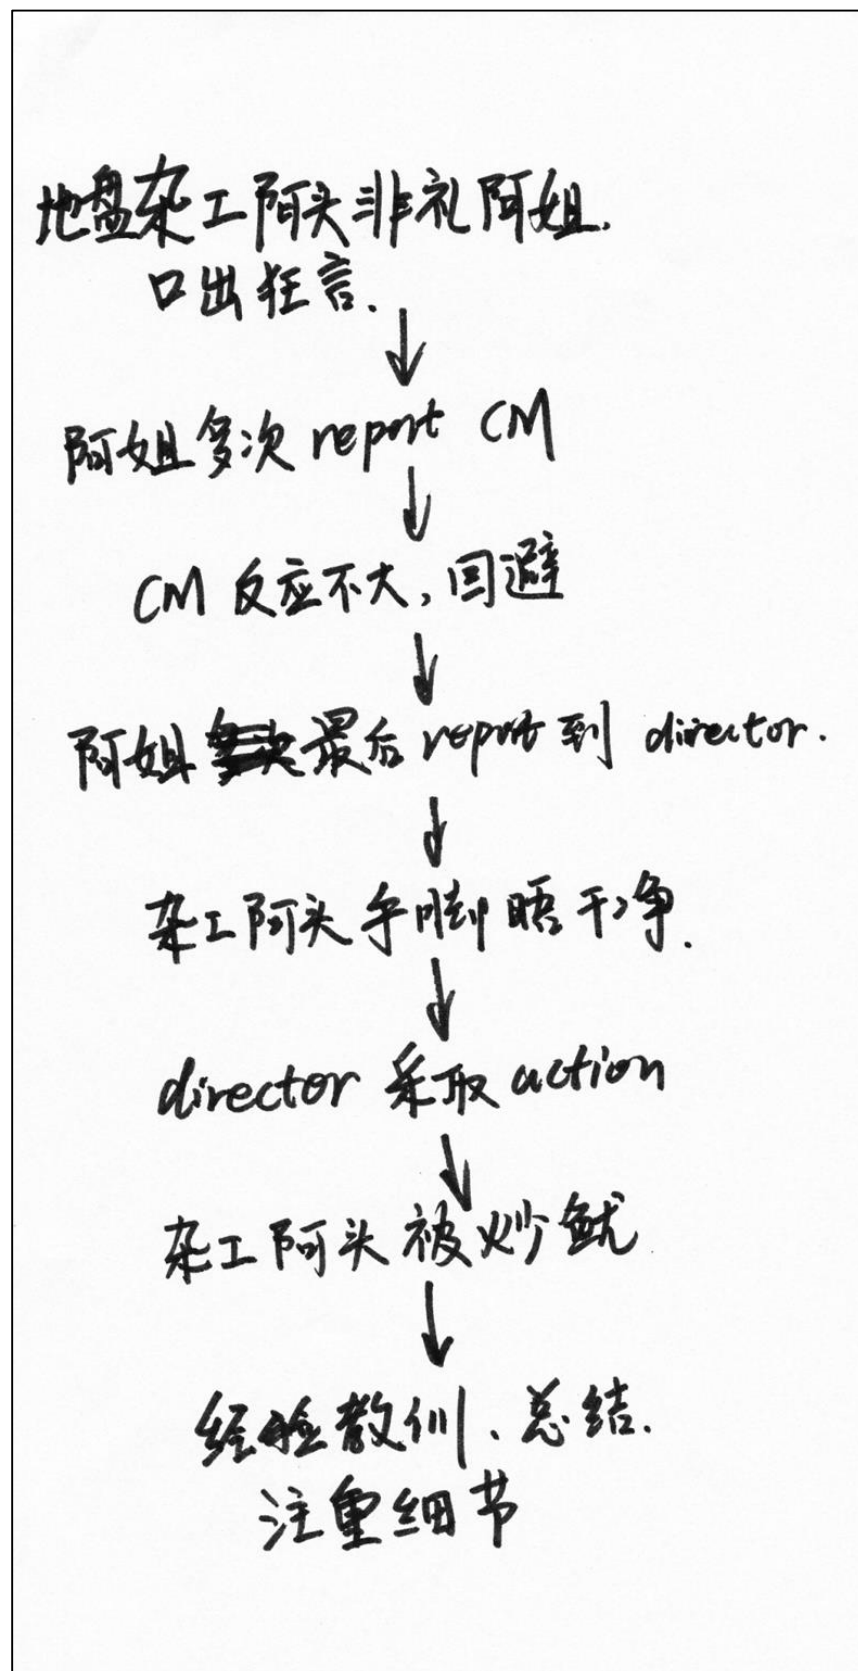 地盘杂工阿头非礼阿姐.
口出狂言.
↓
阿姐多次 report CM
↓
CM 反应不大, 回避
↓
阿姐最后 report 到 director.
↓
杂工阿头手脚唔干净.
↓
director 采取 action
↓
杂工阿头被炒鱿
↓
经验教训、总结.
注重细节